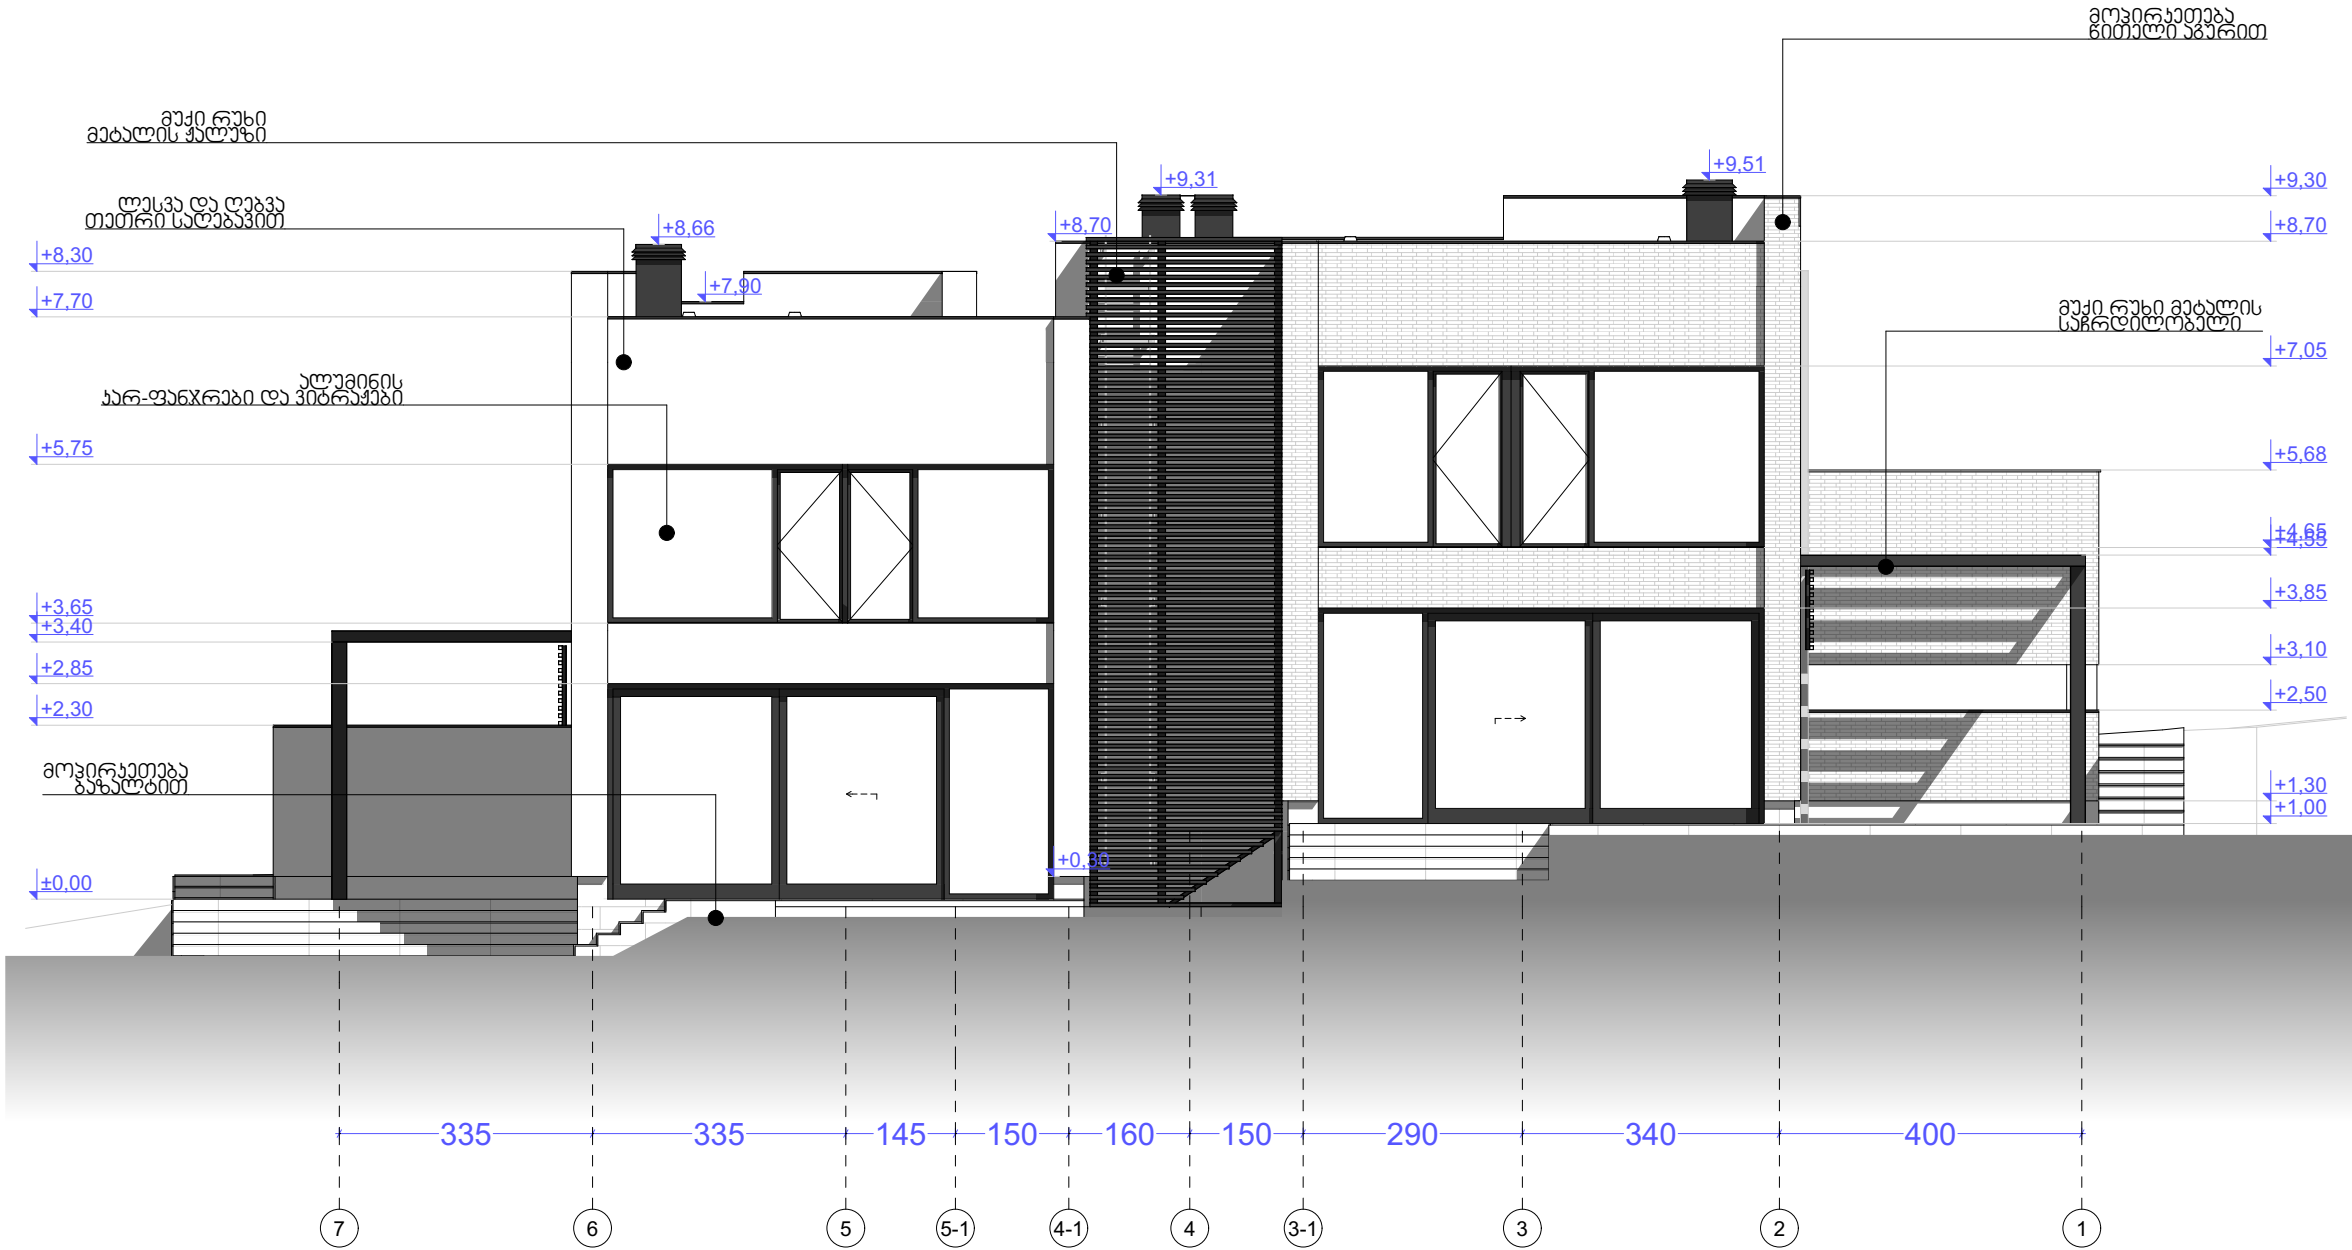 მოპირკეთება
წითელი აგურით
მუქი რუხი
მეტალის ჟალუზი
+9,51
+9,31
+9,30
ლესვა და ღებვა
თეთრი საღებავით
+8,66
+8,70
+8,70
+8,30
+7,90
+7,70
მუქი რუხი მეტალის
საჩრდილობელი
+7,05
ალუმინის
კარ-ფანჯრები და ვიტრაჟები
+5,75
+5,68
+4,65
+4,55
+3,65
+3,85
+3,40
+2,85
+3,10
+2,30
+2,50
მოპირკეთება
ბაზალტით
+1,30
+1,00
+0,30
±0,00
335 335 145 150 160 150 290 340 400
7 6 5 5-1 4-1 4 3-1 3 2 1